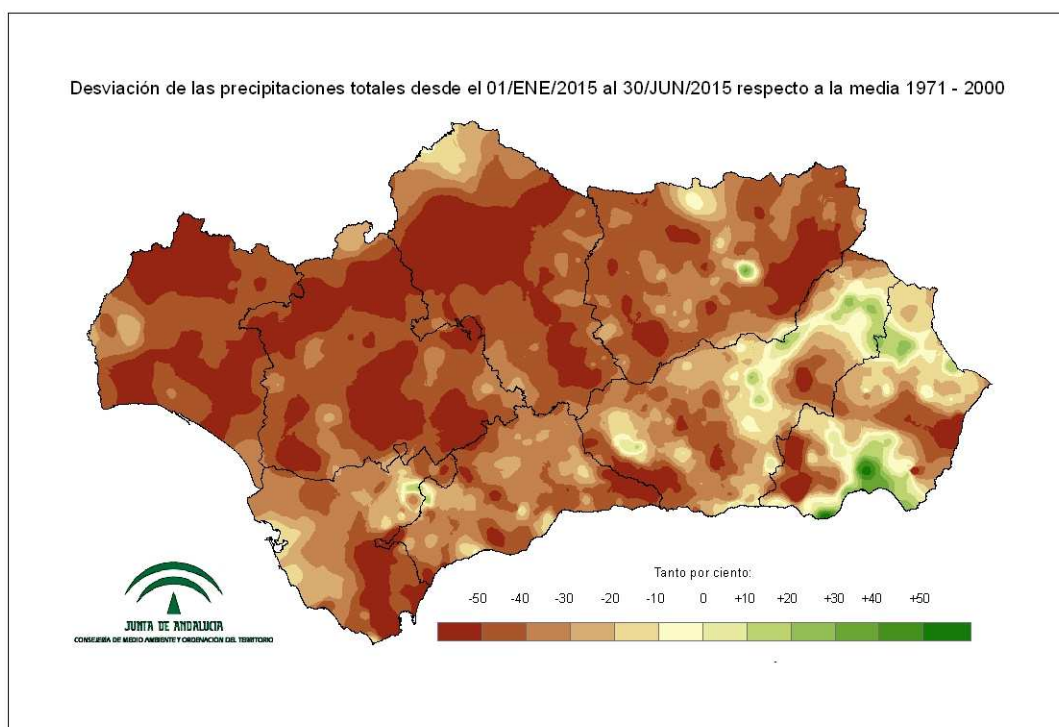 Desviación de las precipitaciones totales desde el 01/ENE/2015 al 30/JUN/2015 respecto a la media 1971 - 2000
Tanto por ciento:
-50 -40 -30 -20 -10 0 +10 +20 +30 +40 +50
JUNTA DE ANDALUCIA
CONSEJERÍA DE MEDIO AMBIENTE Y ORDENACIÓN DEL TERRITORIO